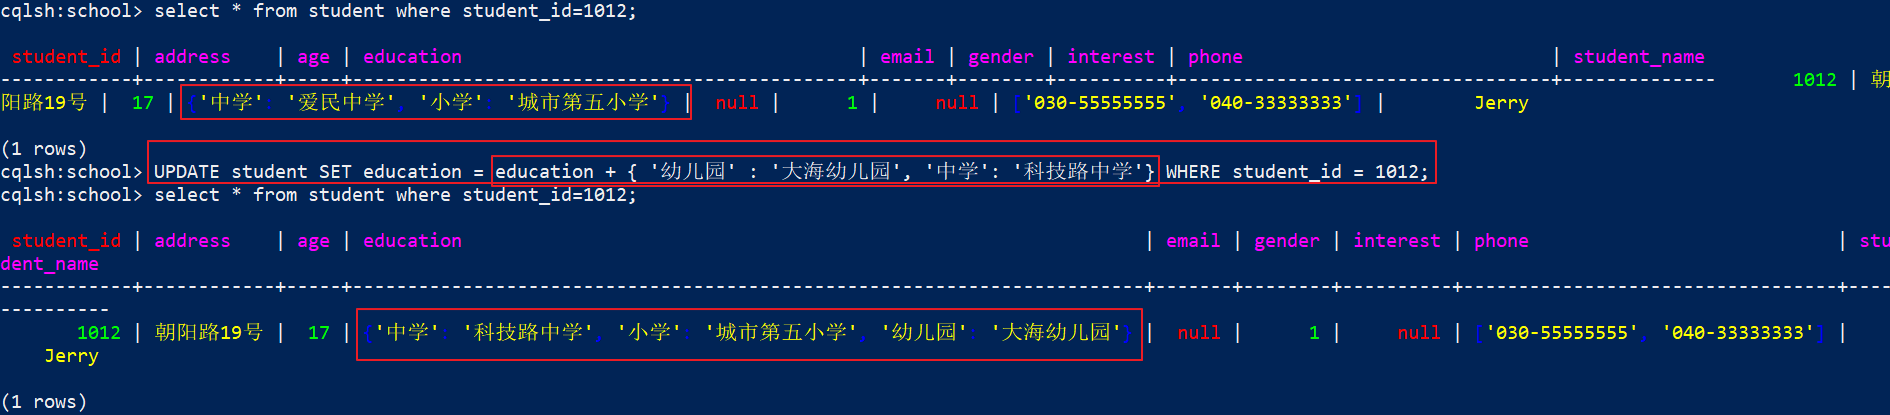 cqlsh:school> select * from student where student_id=1012;
student_id | address | age | education | email | gender | interest | phone | student_name
------------+------------+-----+----------------------------------------------+-------+--------+----------+----------------------------------+-------------- 1012 | 朝
阳路19号 | 17 | {'中学': '爱民中学', '小学': '城市第五小学'} | null | 1 | null | ['030-55555555', '040-33333333'] | Jerry
(1 rows)
cqlsh:school> UPDATE student SET education = education + { '幼儿园' : '大海幼儿园', '中学': '科技路中学'} WHERE student_id = 1012;
cqlsh:school> select * from student where student_id=1012;
student_id | address | age | education | email | gender | interest | phone | stu
dent_name
------------+------------+-----+------------------------------------------------------------------------+-------+--------+----------+----------------------------------+----
----------
1012 | 朝阳路19号 | 17 | {'中学': '科技路中学', '小学': '城市第五小学', '幼儿园': '大海幼儿园'} | null | 1 | null | ['030-55555555', '040-33333333'] |
Jerry
(1 rows)